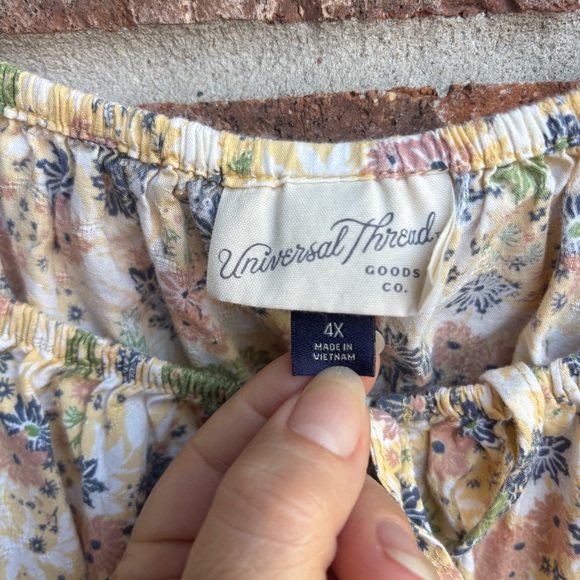 Universal Thread
GOODS
CO.
4X
MADE IN
VIETNAM